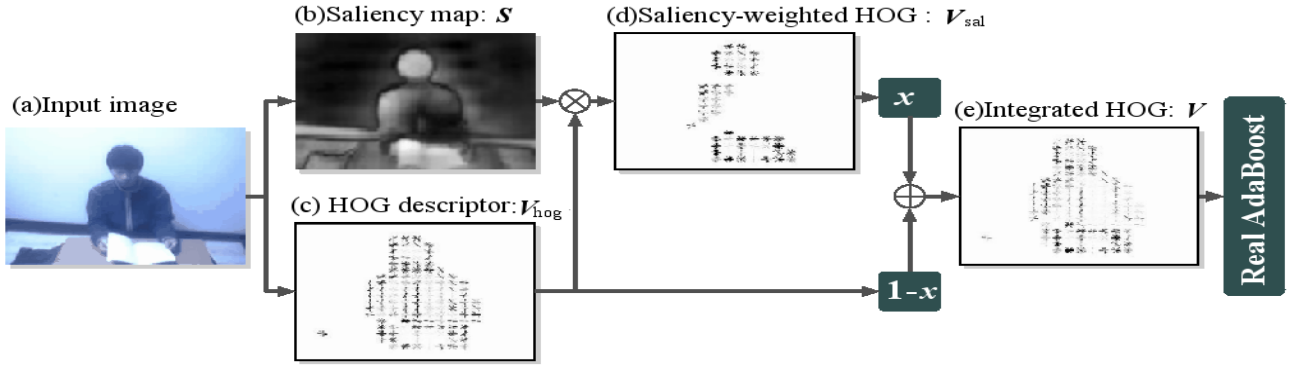 (a)Input image
(b)Saliency map: S
(c) HOG descriptor: Vhog
(d)Saliency-weighted HOG : Vsal
x
1-x
(e)Integrated HOG: V
Real AdaBoost